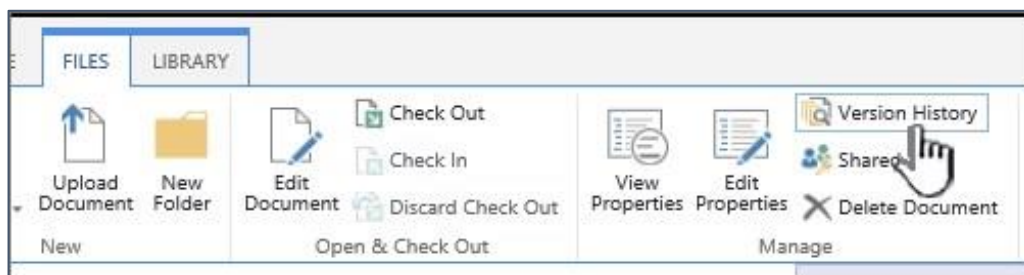 E
FILES
LIBRARY
Upload
Document
New
Folder
New
Edit
Document
Check Out
Check In
Discard Check Out
Open & Check Out
View
Properties
Edit
Properties
Version History
Shared
Delete Document
Manage